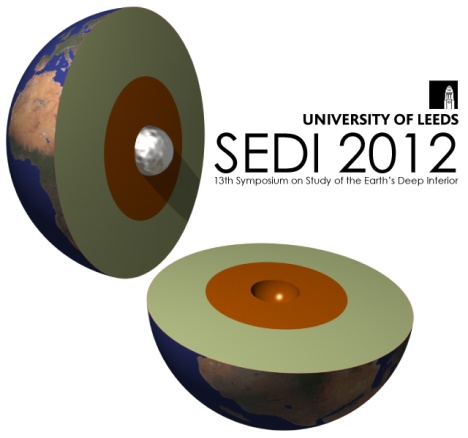 UNIVERSITY OF LEEDS
SEDI 2012
13th Symposium on Study of the Earth's Deep Interior